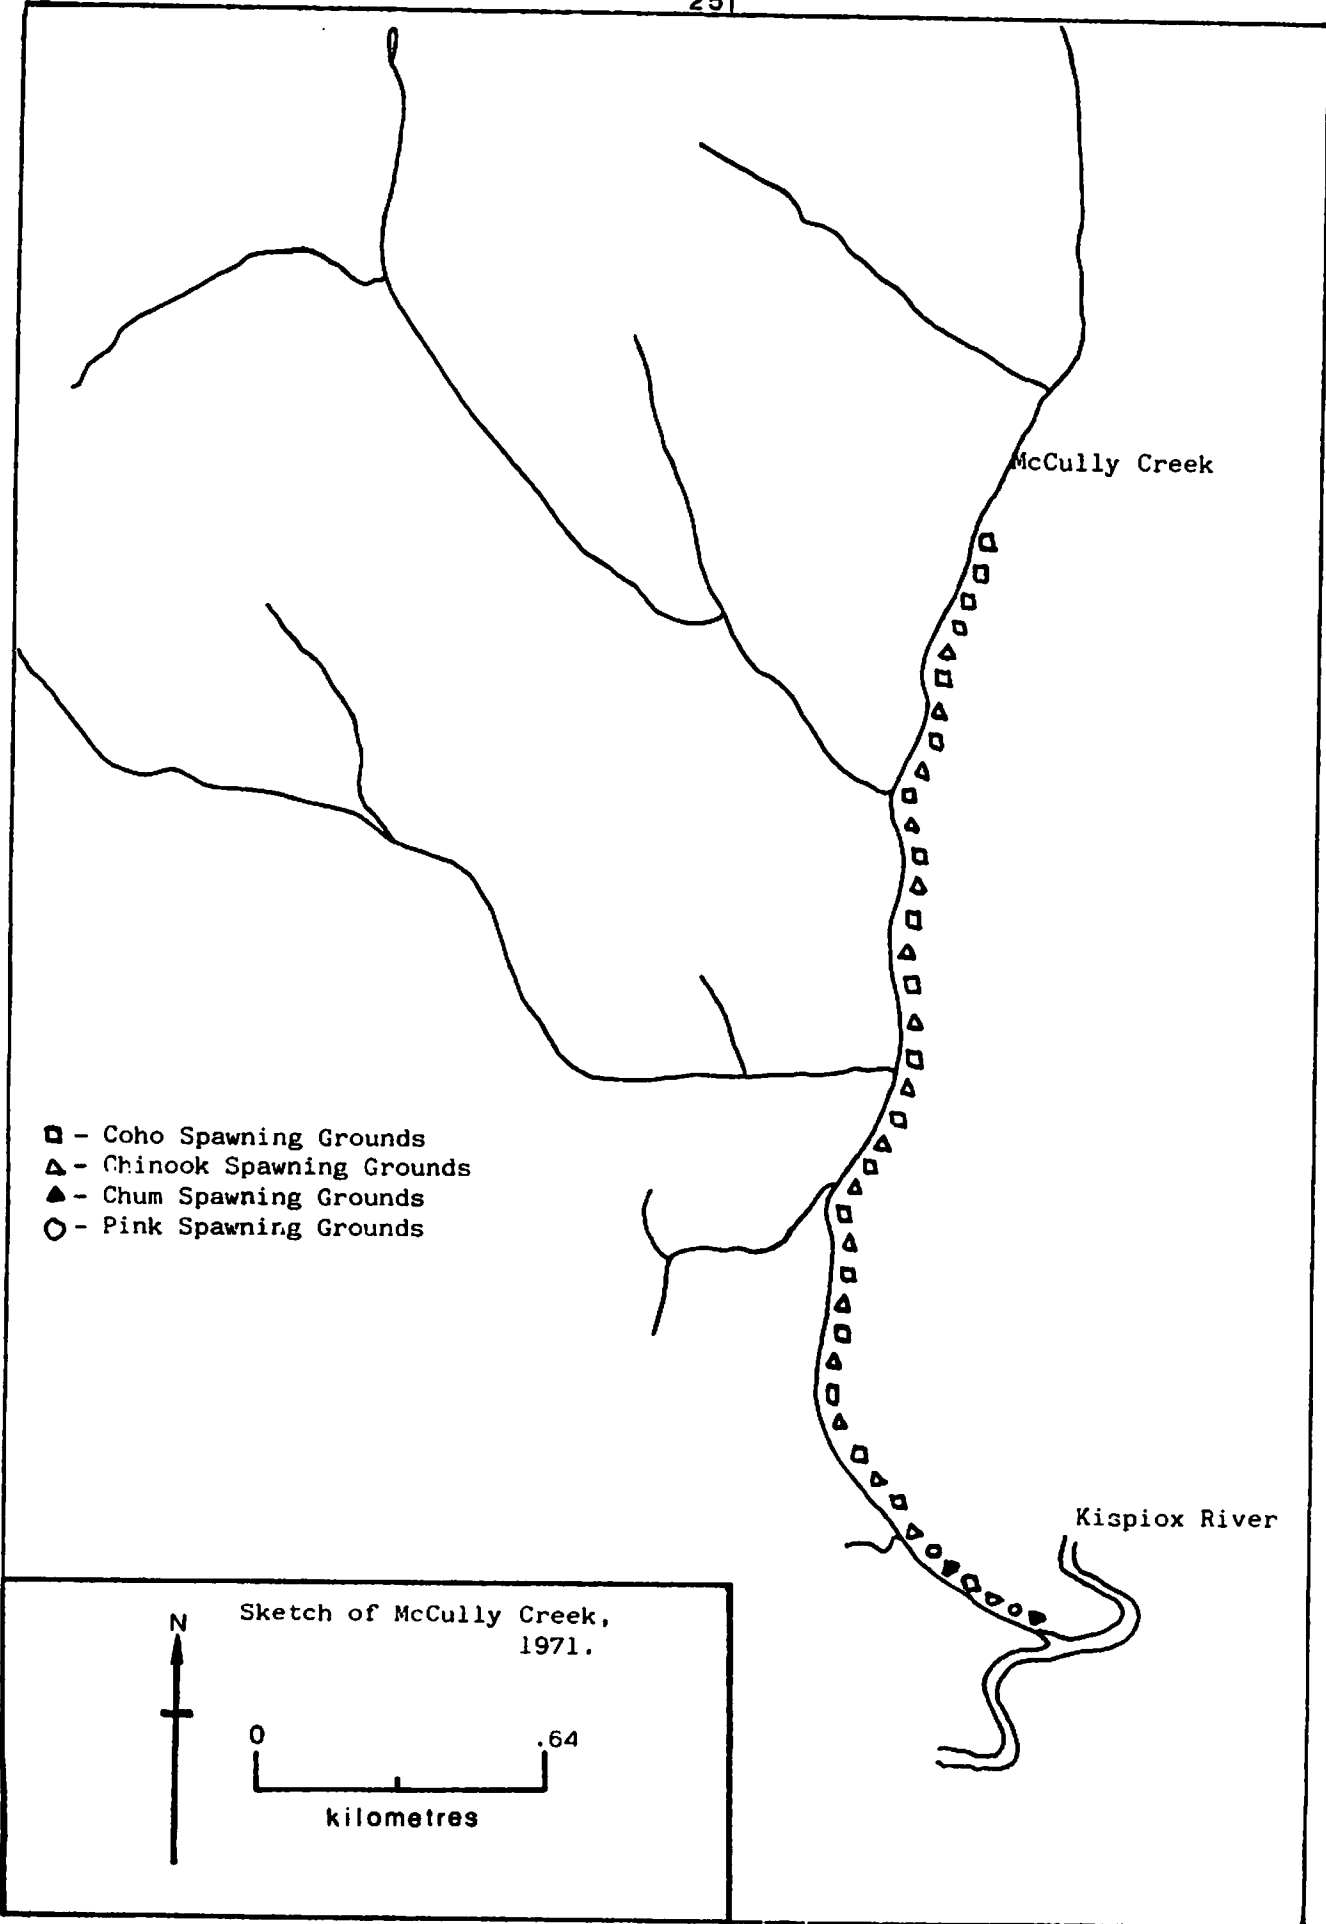 251
McCully Creek
- Coho Spawning Grounds
- Chinook Spawning Grounds
- Chum Spawning Grounds
- Pink Spawning Grounds
Kispiox River
Sketch of McCully Creek,
1971.
N
0 .64
kilometres